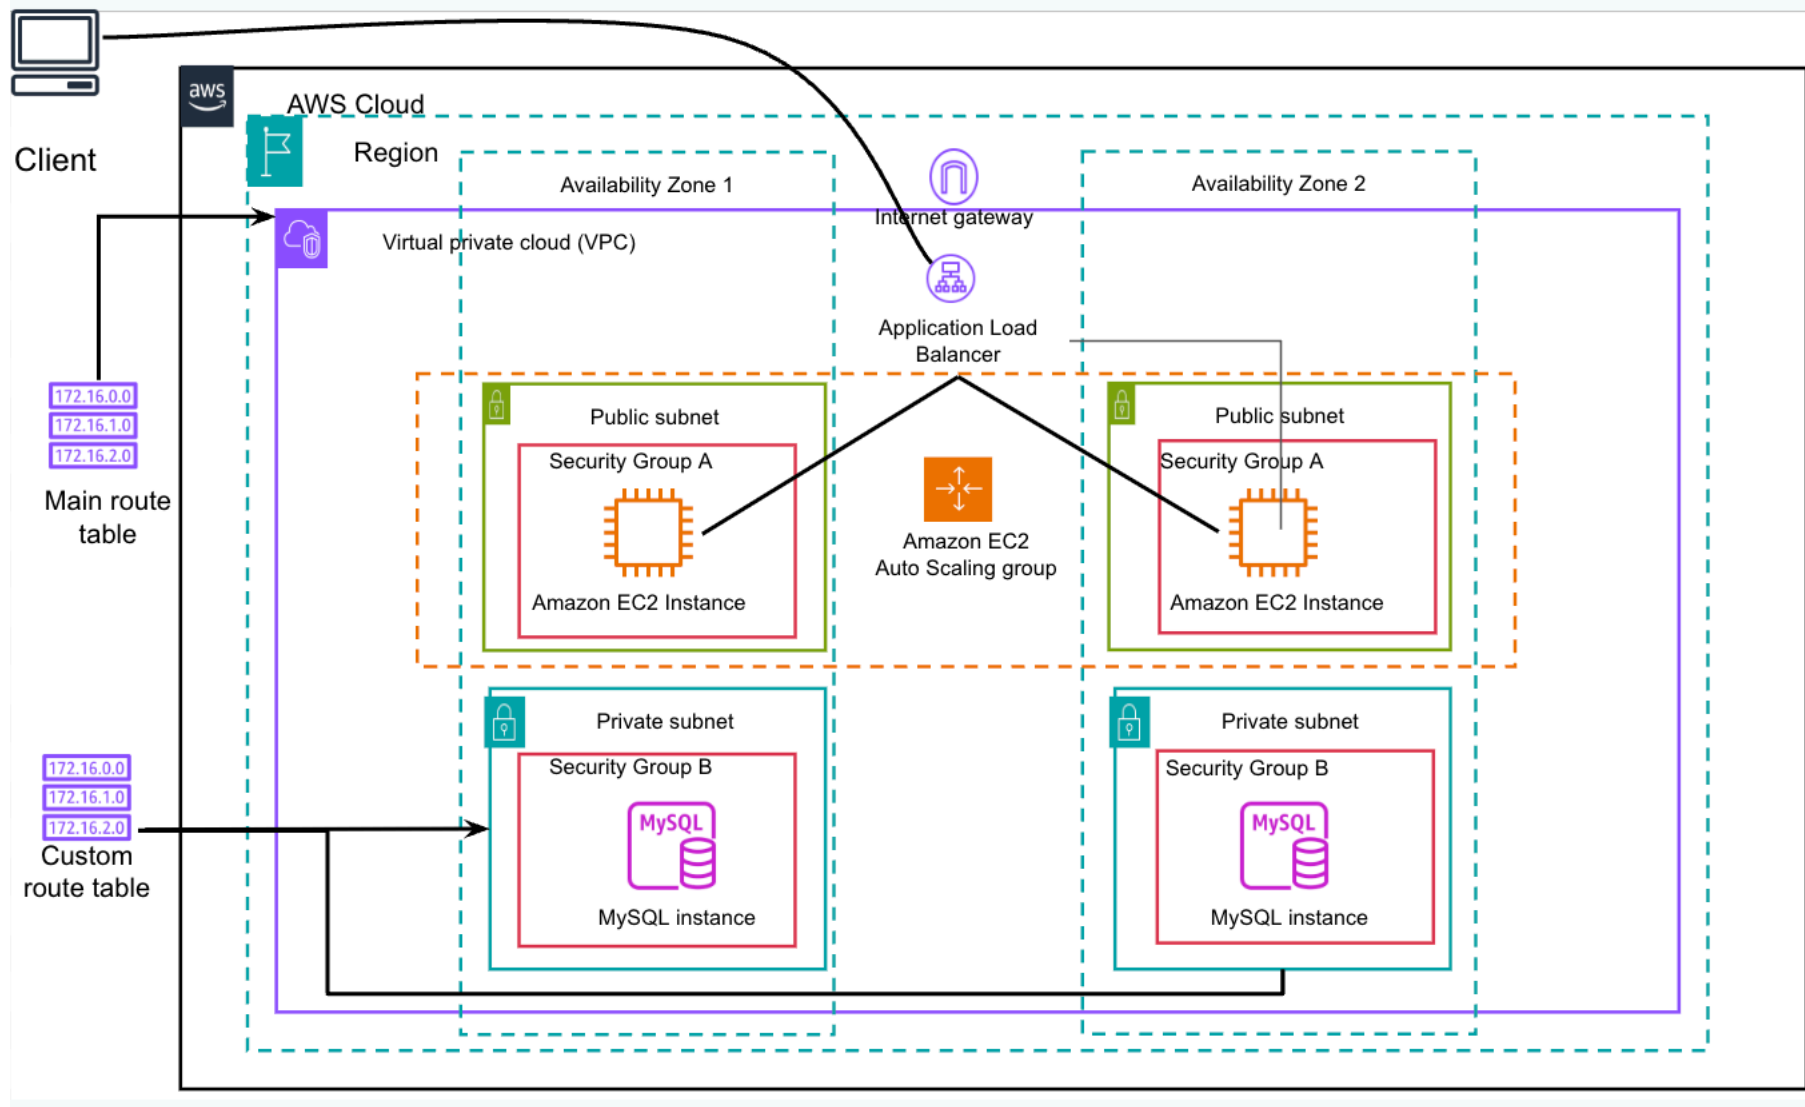 aws
AWS Cloud
Client
Region
Availability Zone 1
Availability Zone 2
Internet gateway
Virtual private cloud (VPC)
Application Load
Balancer
172.16.0.0
172.16.1.0
172.16.2.0
Main route
table
Public subnet
Security Group A
Amazon EC2 Instance
Amazon EC2
Auto Scaling group
Public subnet
Security Group A
Amazon EC2 Instance
172.16.0.0
172.16.1.0
172.16.2.0
Custom
route table
Private subnet
Security Group B
MySQL
MySQL instance
Private subnet
Security Group B
MySQL
MySQL instance